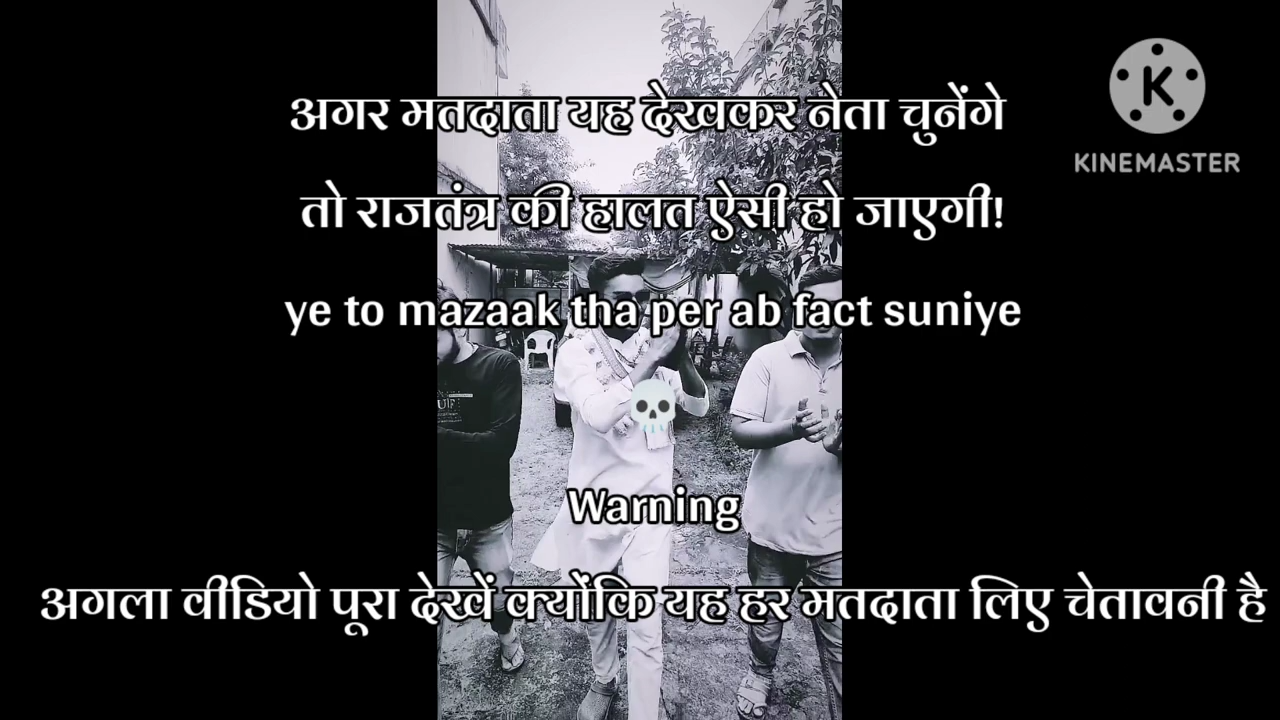 अगर मतदाता यह देखकर नेता चुनेंगे
तो राजतंत्र की हालत ऐसी हो जाएगी!
ye to mazaak tha per ab fact suniye
Warning
अगला वीडियो पूरा देखें क्योंकि यह हर मतदाता लिए चेतावनी है
K
KINEMASTER